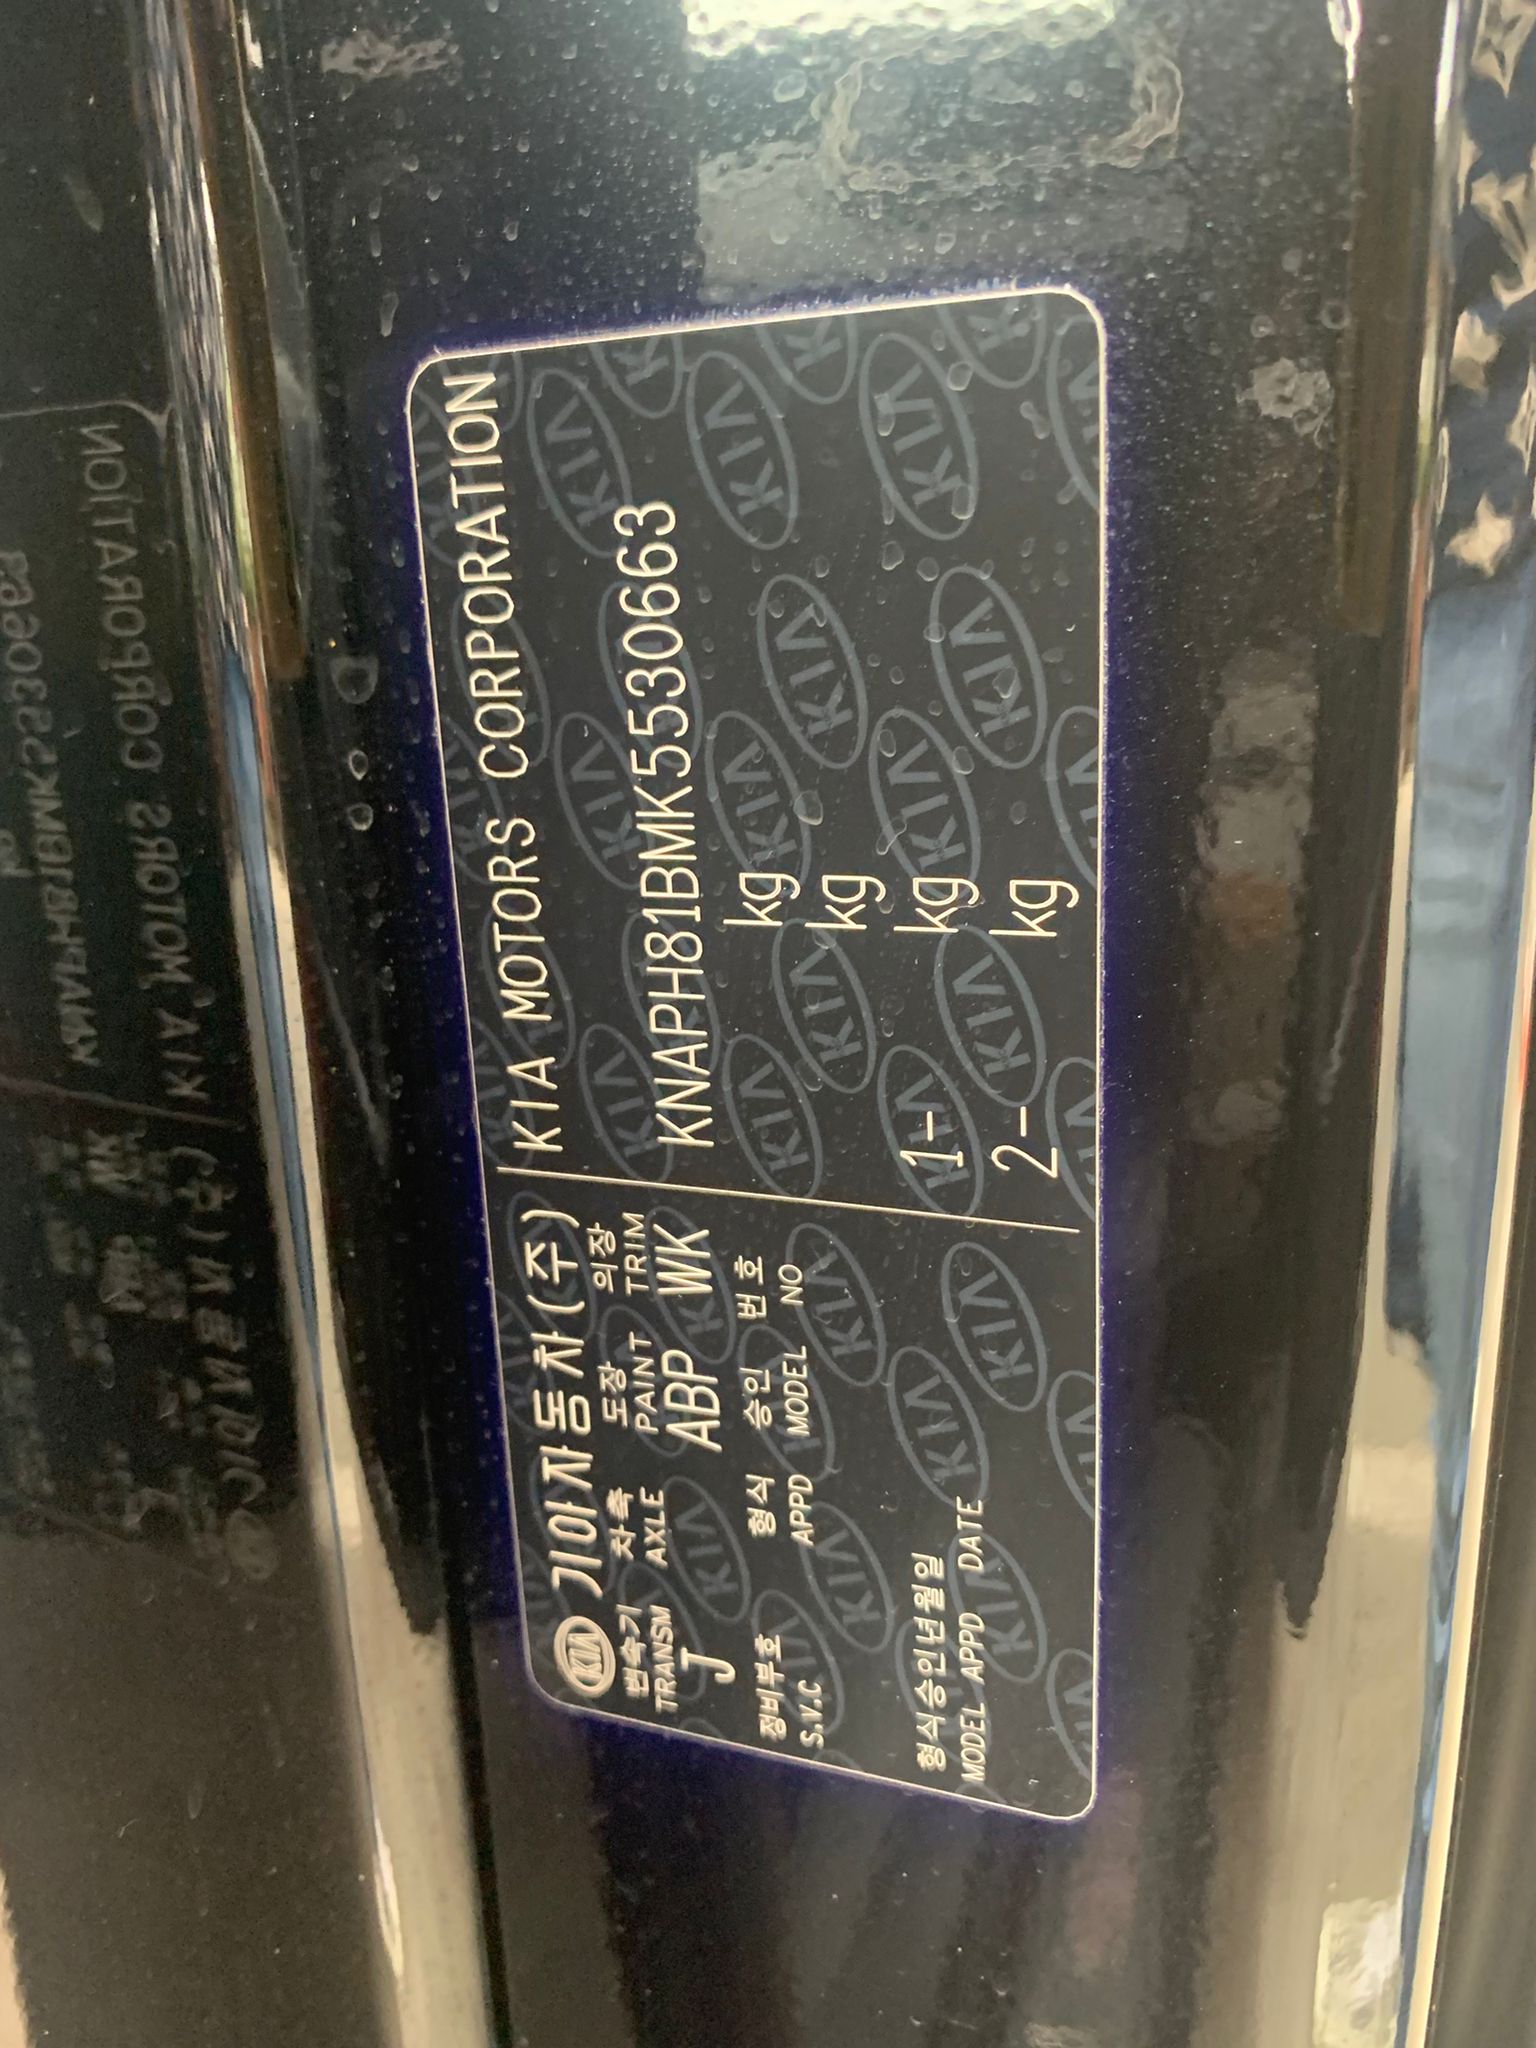 KIA 기아자동차(주) KIA MOTORS CORPORATION
변속기 차축 도장 의장
TRANSM AXLE PAINT TRIM
J ABP WK
KNAPH81BMK5530663
정비부호 형식 승인 번호
S.V.C APPD MODEL NO
kg
kg
형식승인년월일
MODEL APPD DATE
1- kg
2- kg